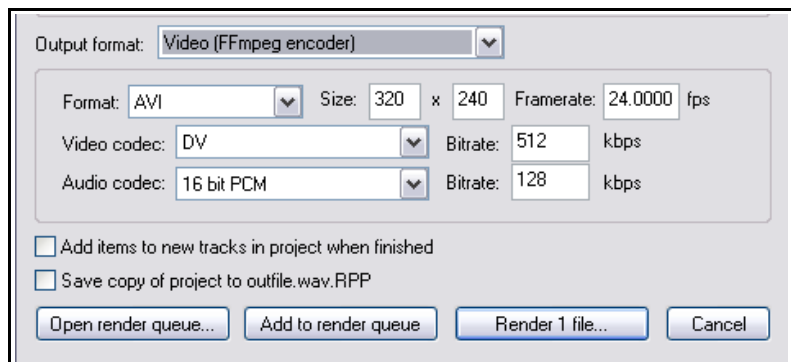 Output format: Video (FFmpeg encoder)
Format: AVI Size: 320 x 240 Framerate: 24.0000 fps
Video codec: DV Bitrate: 512 kbps
Audio codec: 16 bit PCM Bitrate: 128 kbps
Add items to new tracks in project when finished
Save copy of project to outfile.wav.RPP
Open render queue... Add to render queue Render 1 file... Cancel